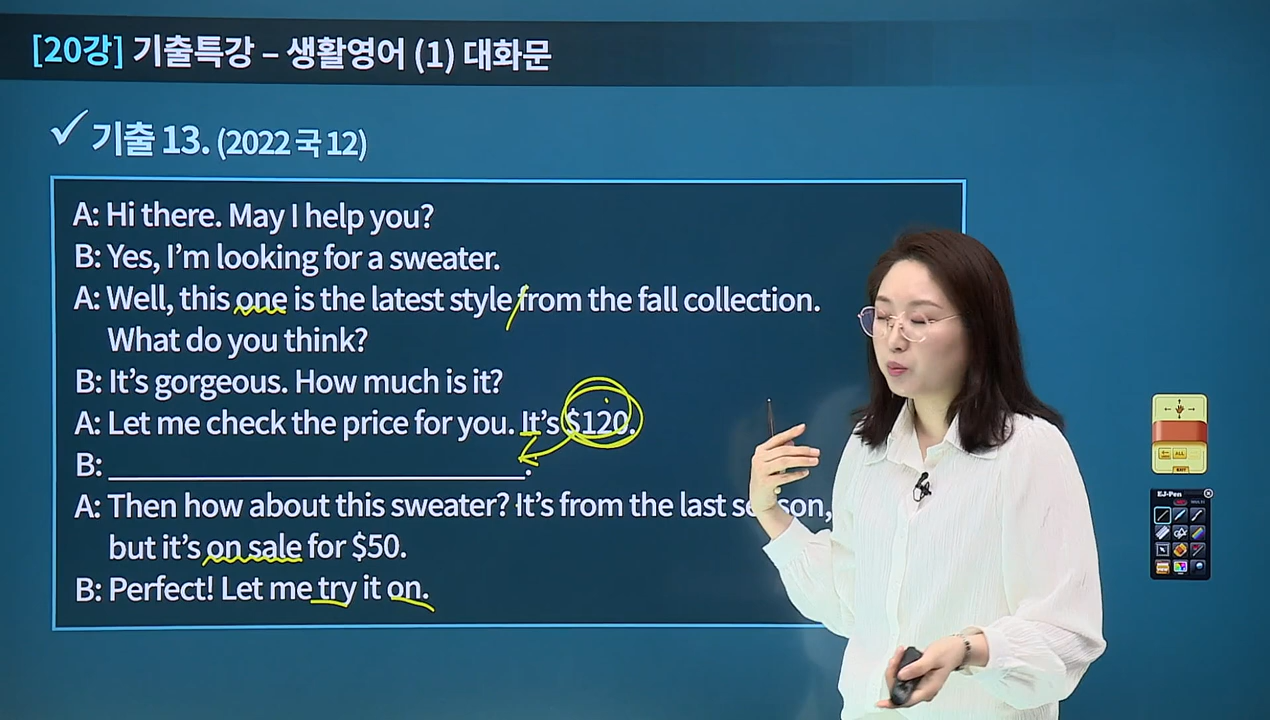 [20강] 기출특강 – 생활영어 (1) 대화문
✓ 기출 13. (2022 국 12)
A: Hi there. May I help you?
B: Yes, I’m looking for a sweater.
A: Well, this one is the latest style from the fall collection.
What do you think?
B: It’s gorgeous. How much is it?
A: Let me check the price for you. It’s $120.
B: ______________________________.
A: Then how about this sweater? It’s from the last season,
but it’s on sale for $50.
B: Perfect! Let me try it on.
ALL
EXIT
EJ-Pen